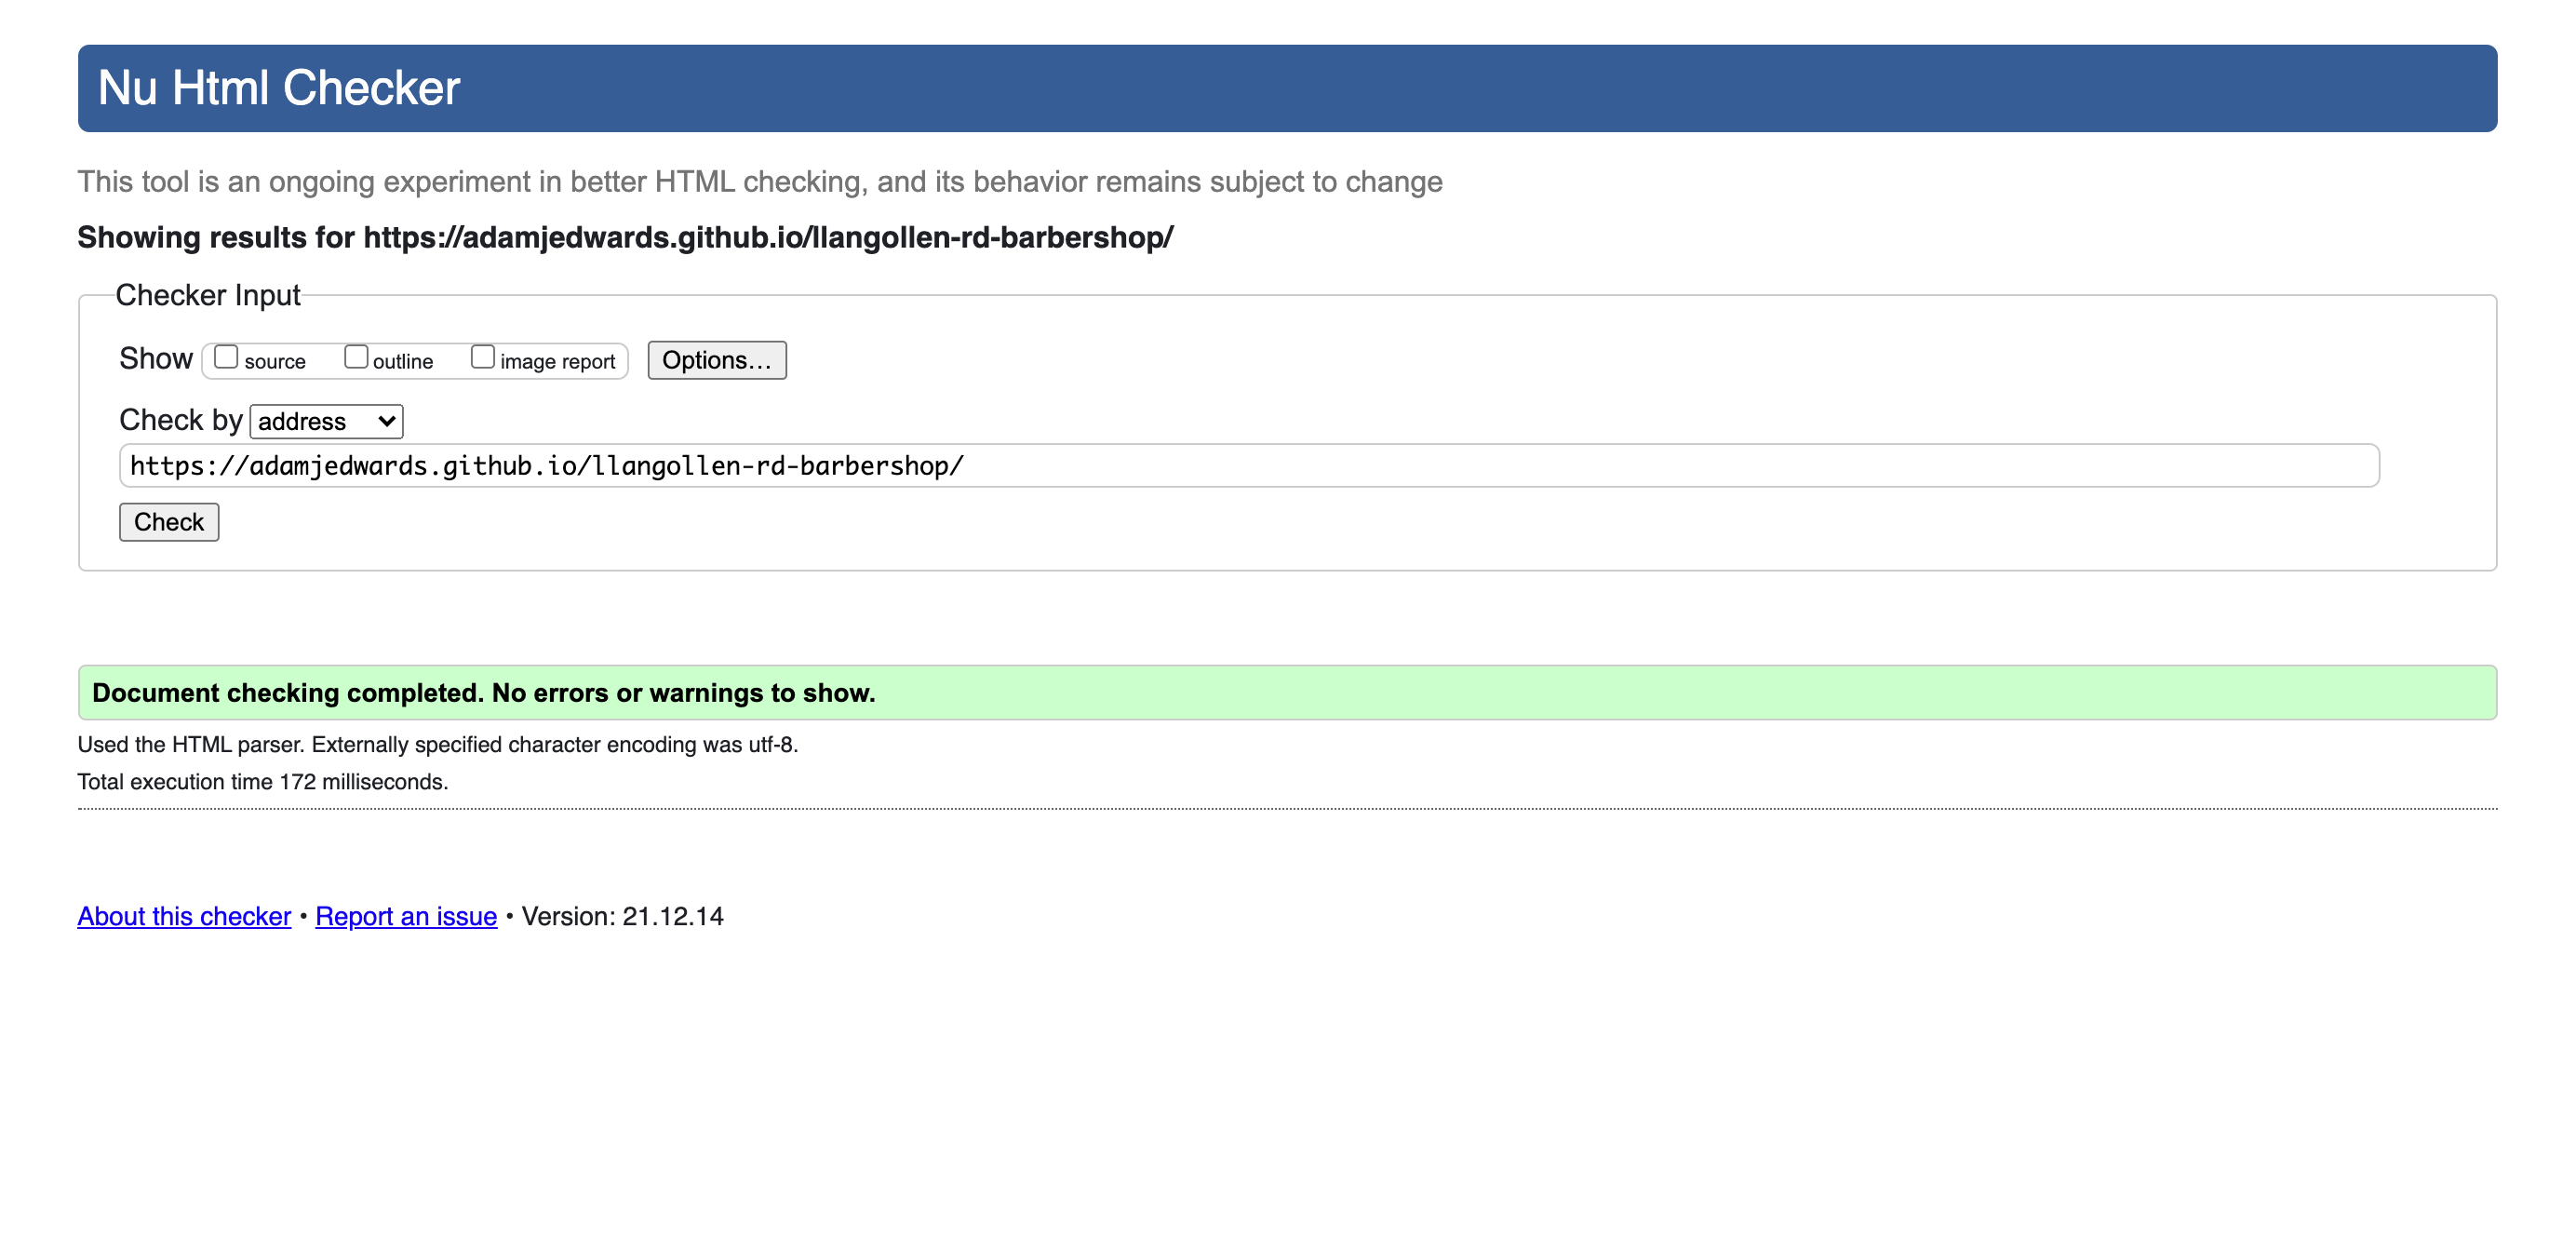 Nu Html Checker
This tool is an ongoing experiment in better HTML checking, and its behavior remains subject to change
Showing results for https://adamjedwards.github.io/llangollen-rd-barbershop/
Checker Input
Show source outline image report Options...
Check by address
https://adamjedwards.github.io/llangollen-rd-barbershop/
Check
Document checking completed. No errors or warnings to show.
Used the HTML parser. Externally specified character encoding was utf-8.
Total execution time 172 milliseconds.
About this checker • Report an issue • Version: 21.12.14